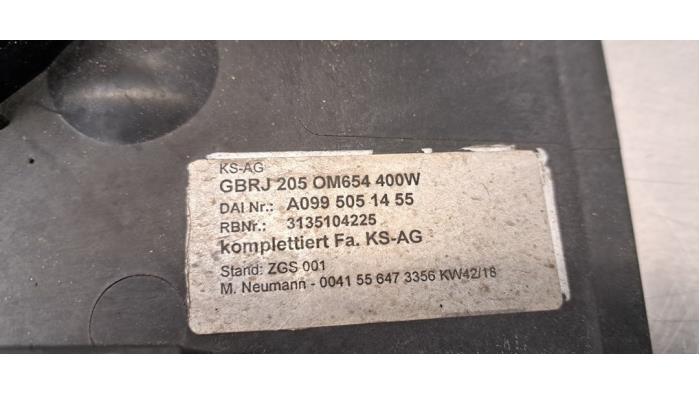 KS-AG
GBRJ 205 OM654 400W
DAI Nr.: A099 505 14 55
RBNr.: 3135104225
komplettiert Fa. KS-AG
Stand: ZGS 001
M. Neumann - 0041 55 647 3356 KW42/18